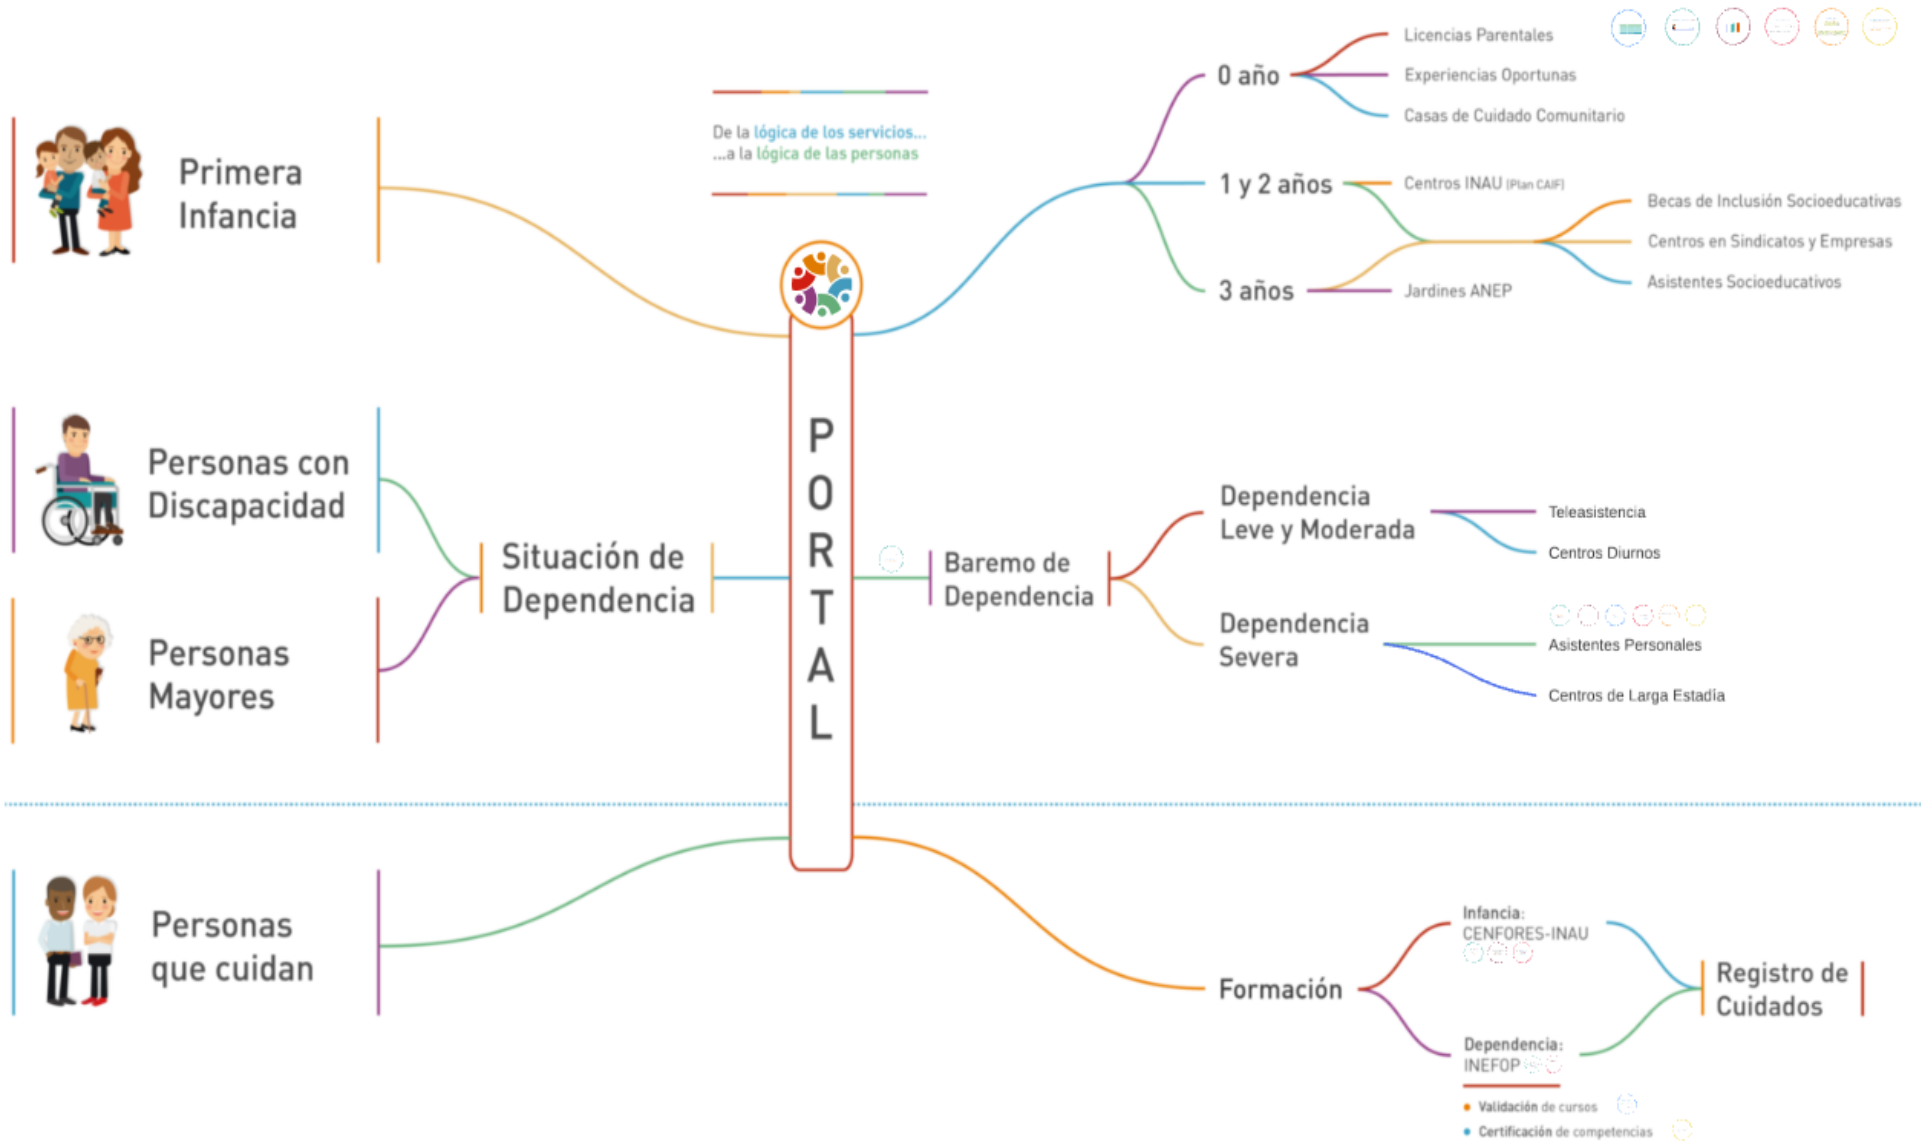 De la lógica de los servicios...
...a la lógica de las personas
Primera
Infancia
Personas con
Discapacidad
Personas
Mayores
Situación de
Dependencia
Personas
que cuidan
PORTAL
0 año
Licencias Parentales
Experiencias Oportunas
Casas de Cuidado Comunitario
1 y 2 años
Centros INAU (Plan CAIF)
3 años
Jardines ANEP
Becas de Inclusión Socioeducativas
Centros en Sindicatos y Empresas
Asistentes Socioeducativos
Baremo de
Dependencia
Dependencia
Leve y Moderada
Teleasistencia
Centros Diurnos
Dependencia
Severa
Asistentes Personales
Centros de Larga Estadía
Formación
Infancia:
CENFORES-INAU
Dependencia:
INEFOP
Validación de cursos
Certificación de competencias
Registro de
Cuidados